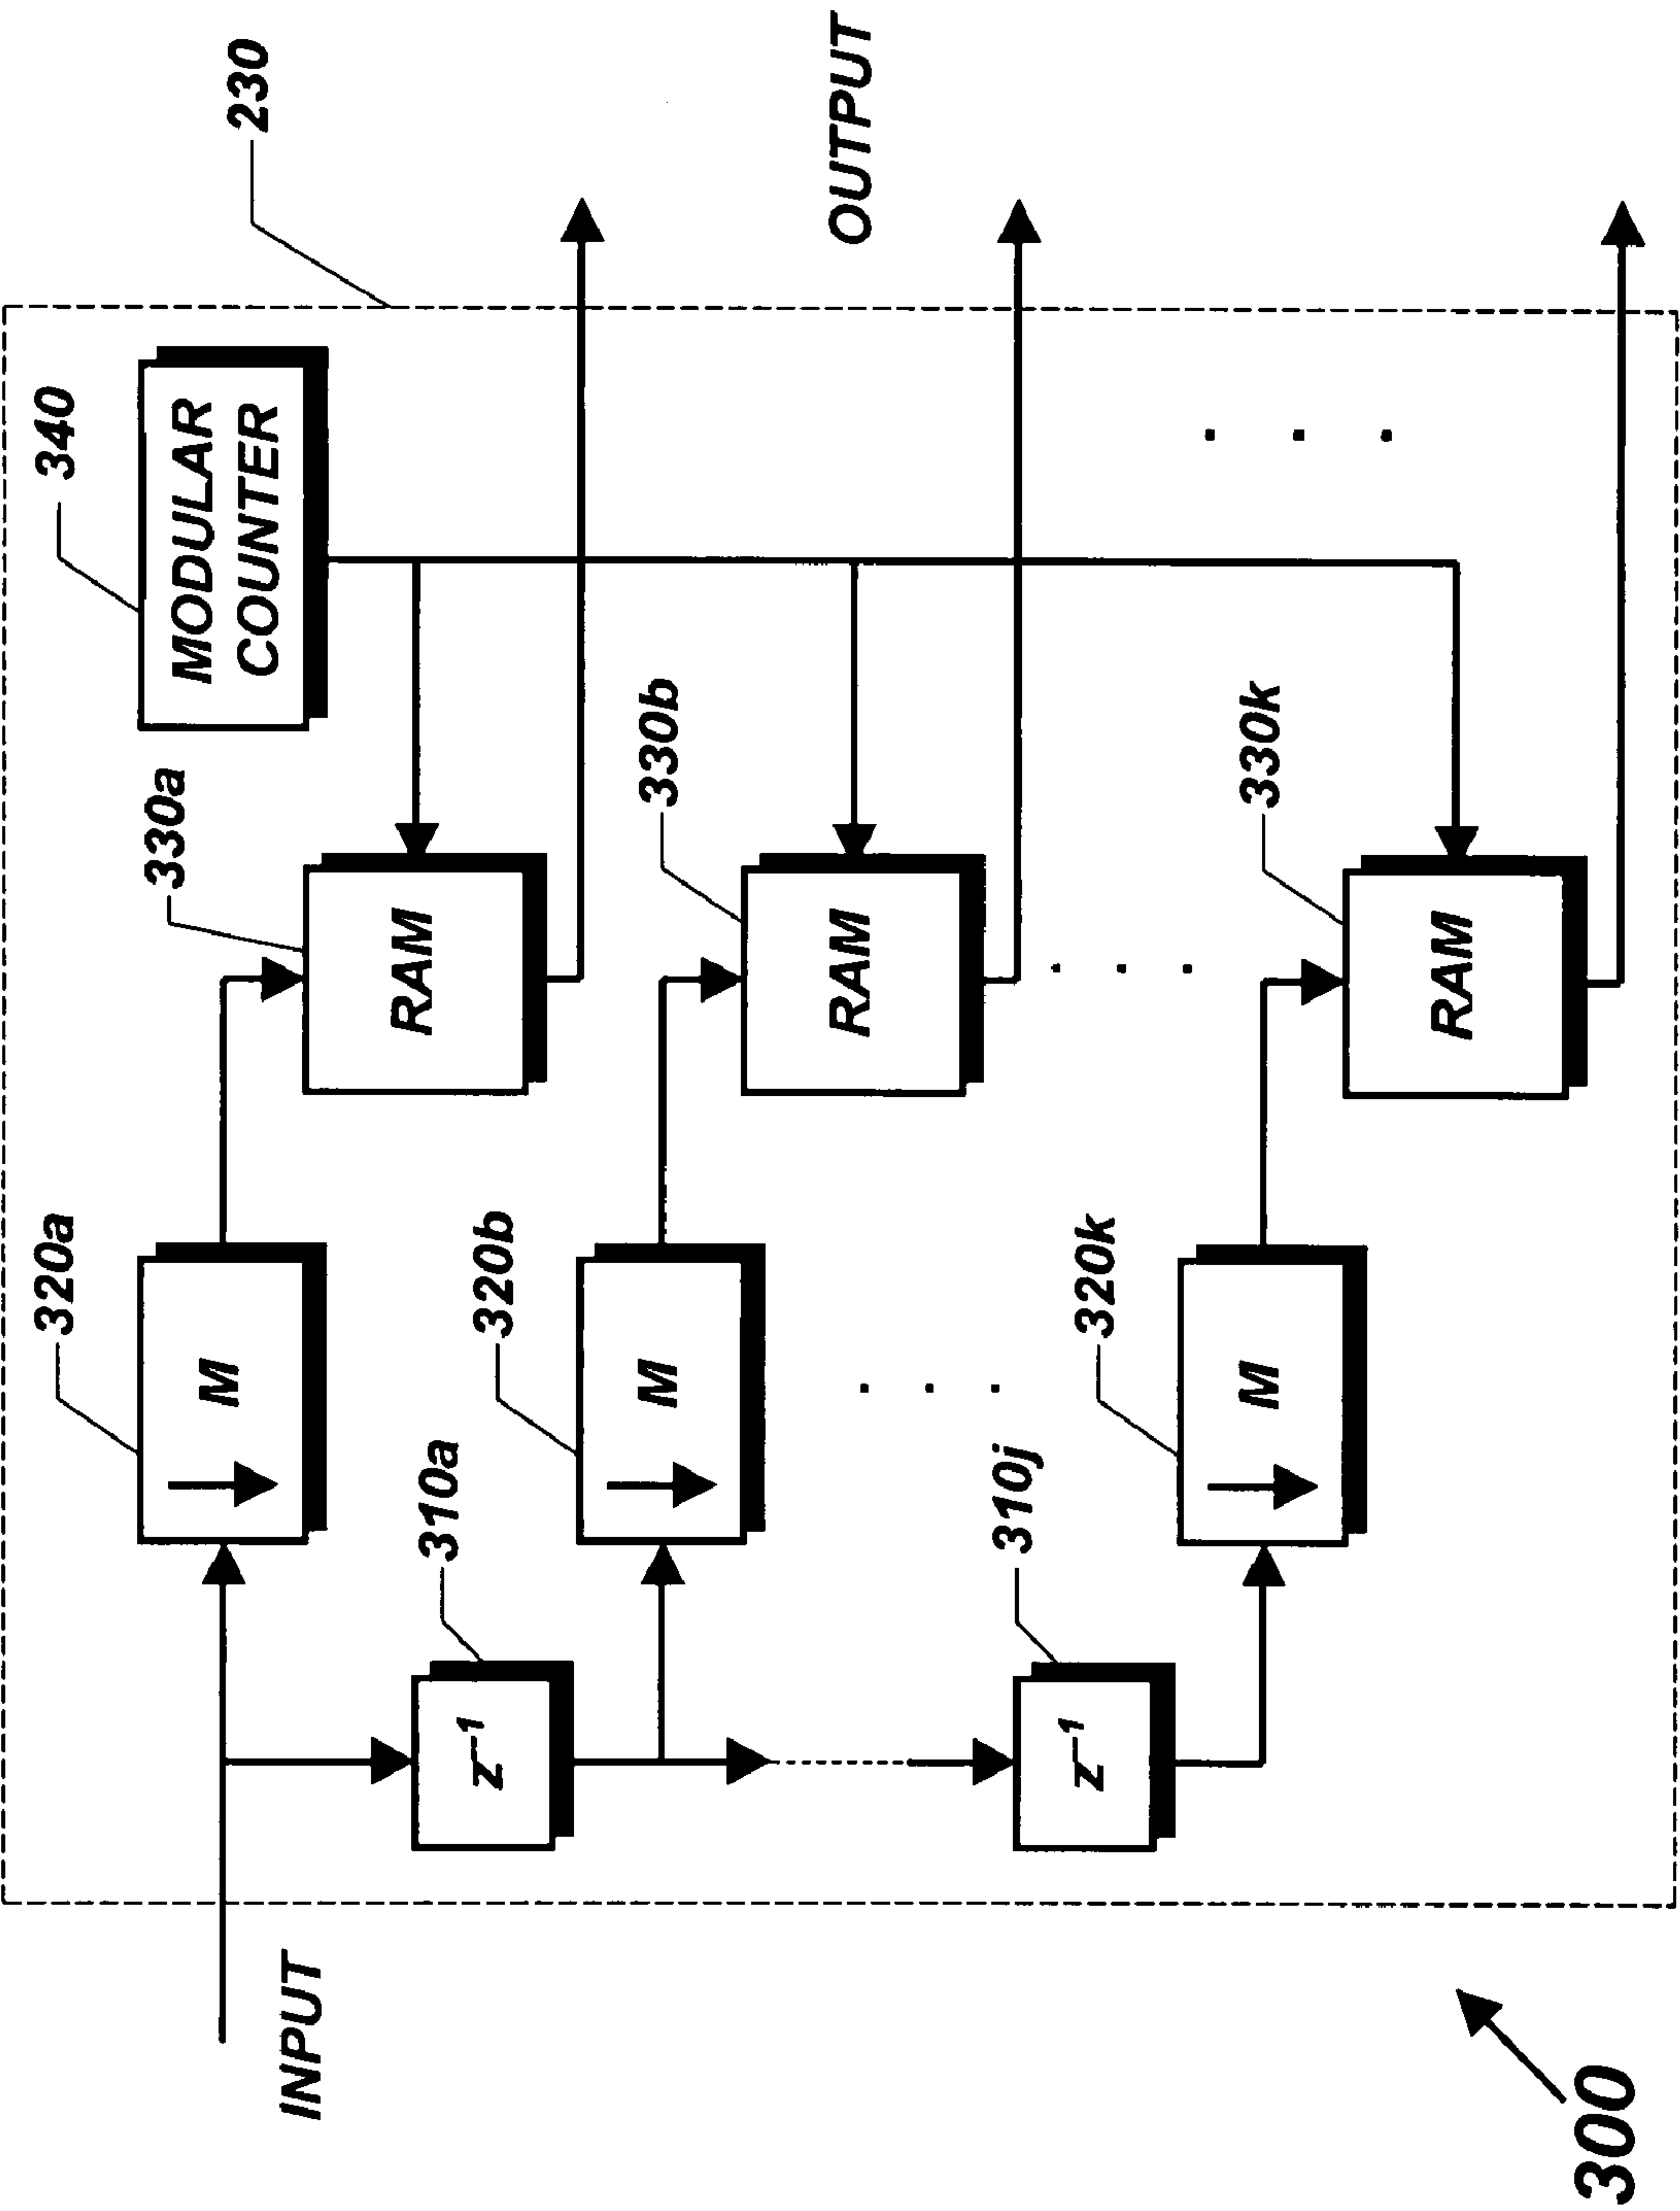 230
340
MODULAR
COUNTER
320a
M
330a
RAM
INPUT
310a
z⁻¹
320b
M
330b
RAM
OUTPUT
. . .
. . .
. . .
310j
z⁻¹
320k
M
330k
RAM
300